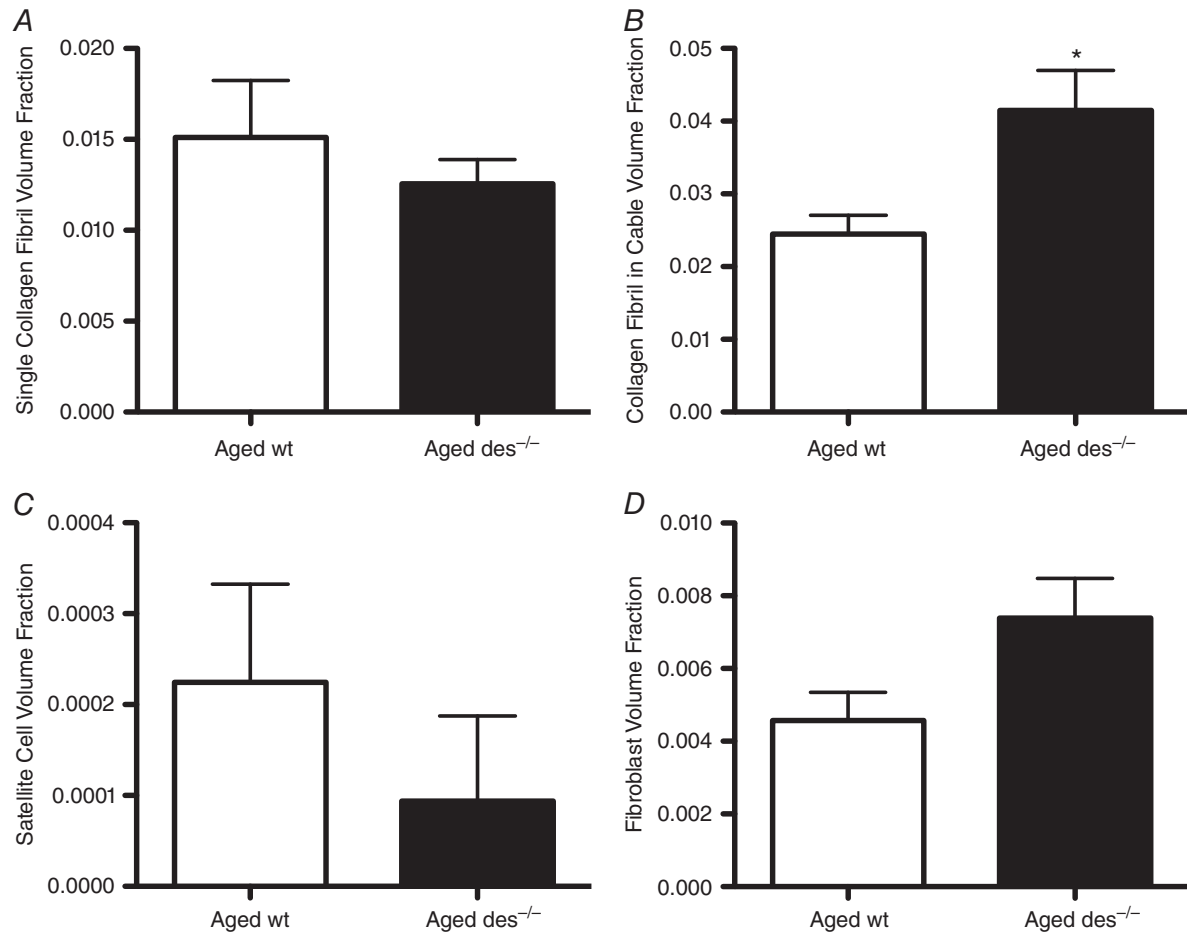 A
Single Collagen Fibril Volume Fraction
0.020
0.015
0.010
0.005
0.000
Aged wt
Aged des⁻/⁻
B
Collagen Fibril in Cable Volume Fraction
0.05
0.04
0.03
0.02
0.01
0.00
*
Aged wt
Aged des⁻/⁻
C
Satellite Cell Volume Fraction
0.0004
0.0003
0.0002
0.0001
0.0000
Aged wt
Aged des⁻/⁻
D
Fibroblast Volume Fraction
0.010
0.008
0.006
0.004
0.002
0.000
Aged wt
Aged des⁻/⁻